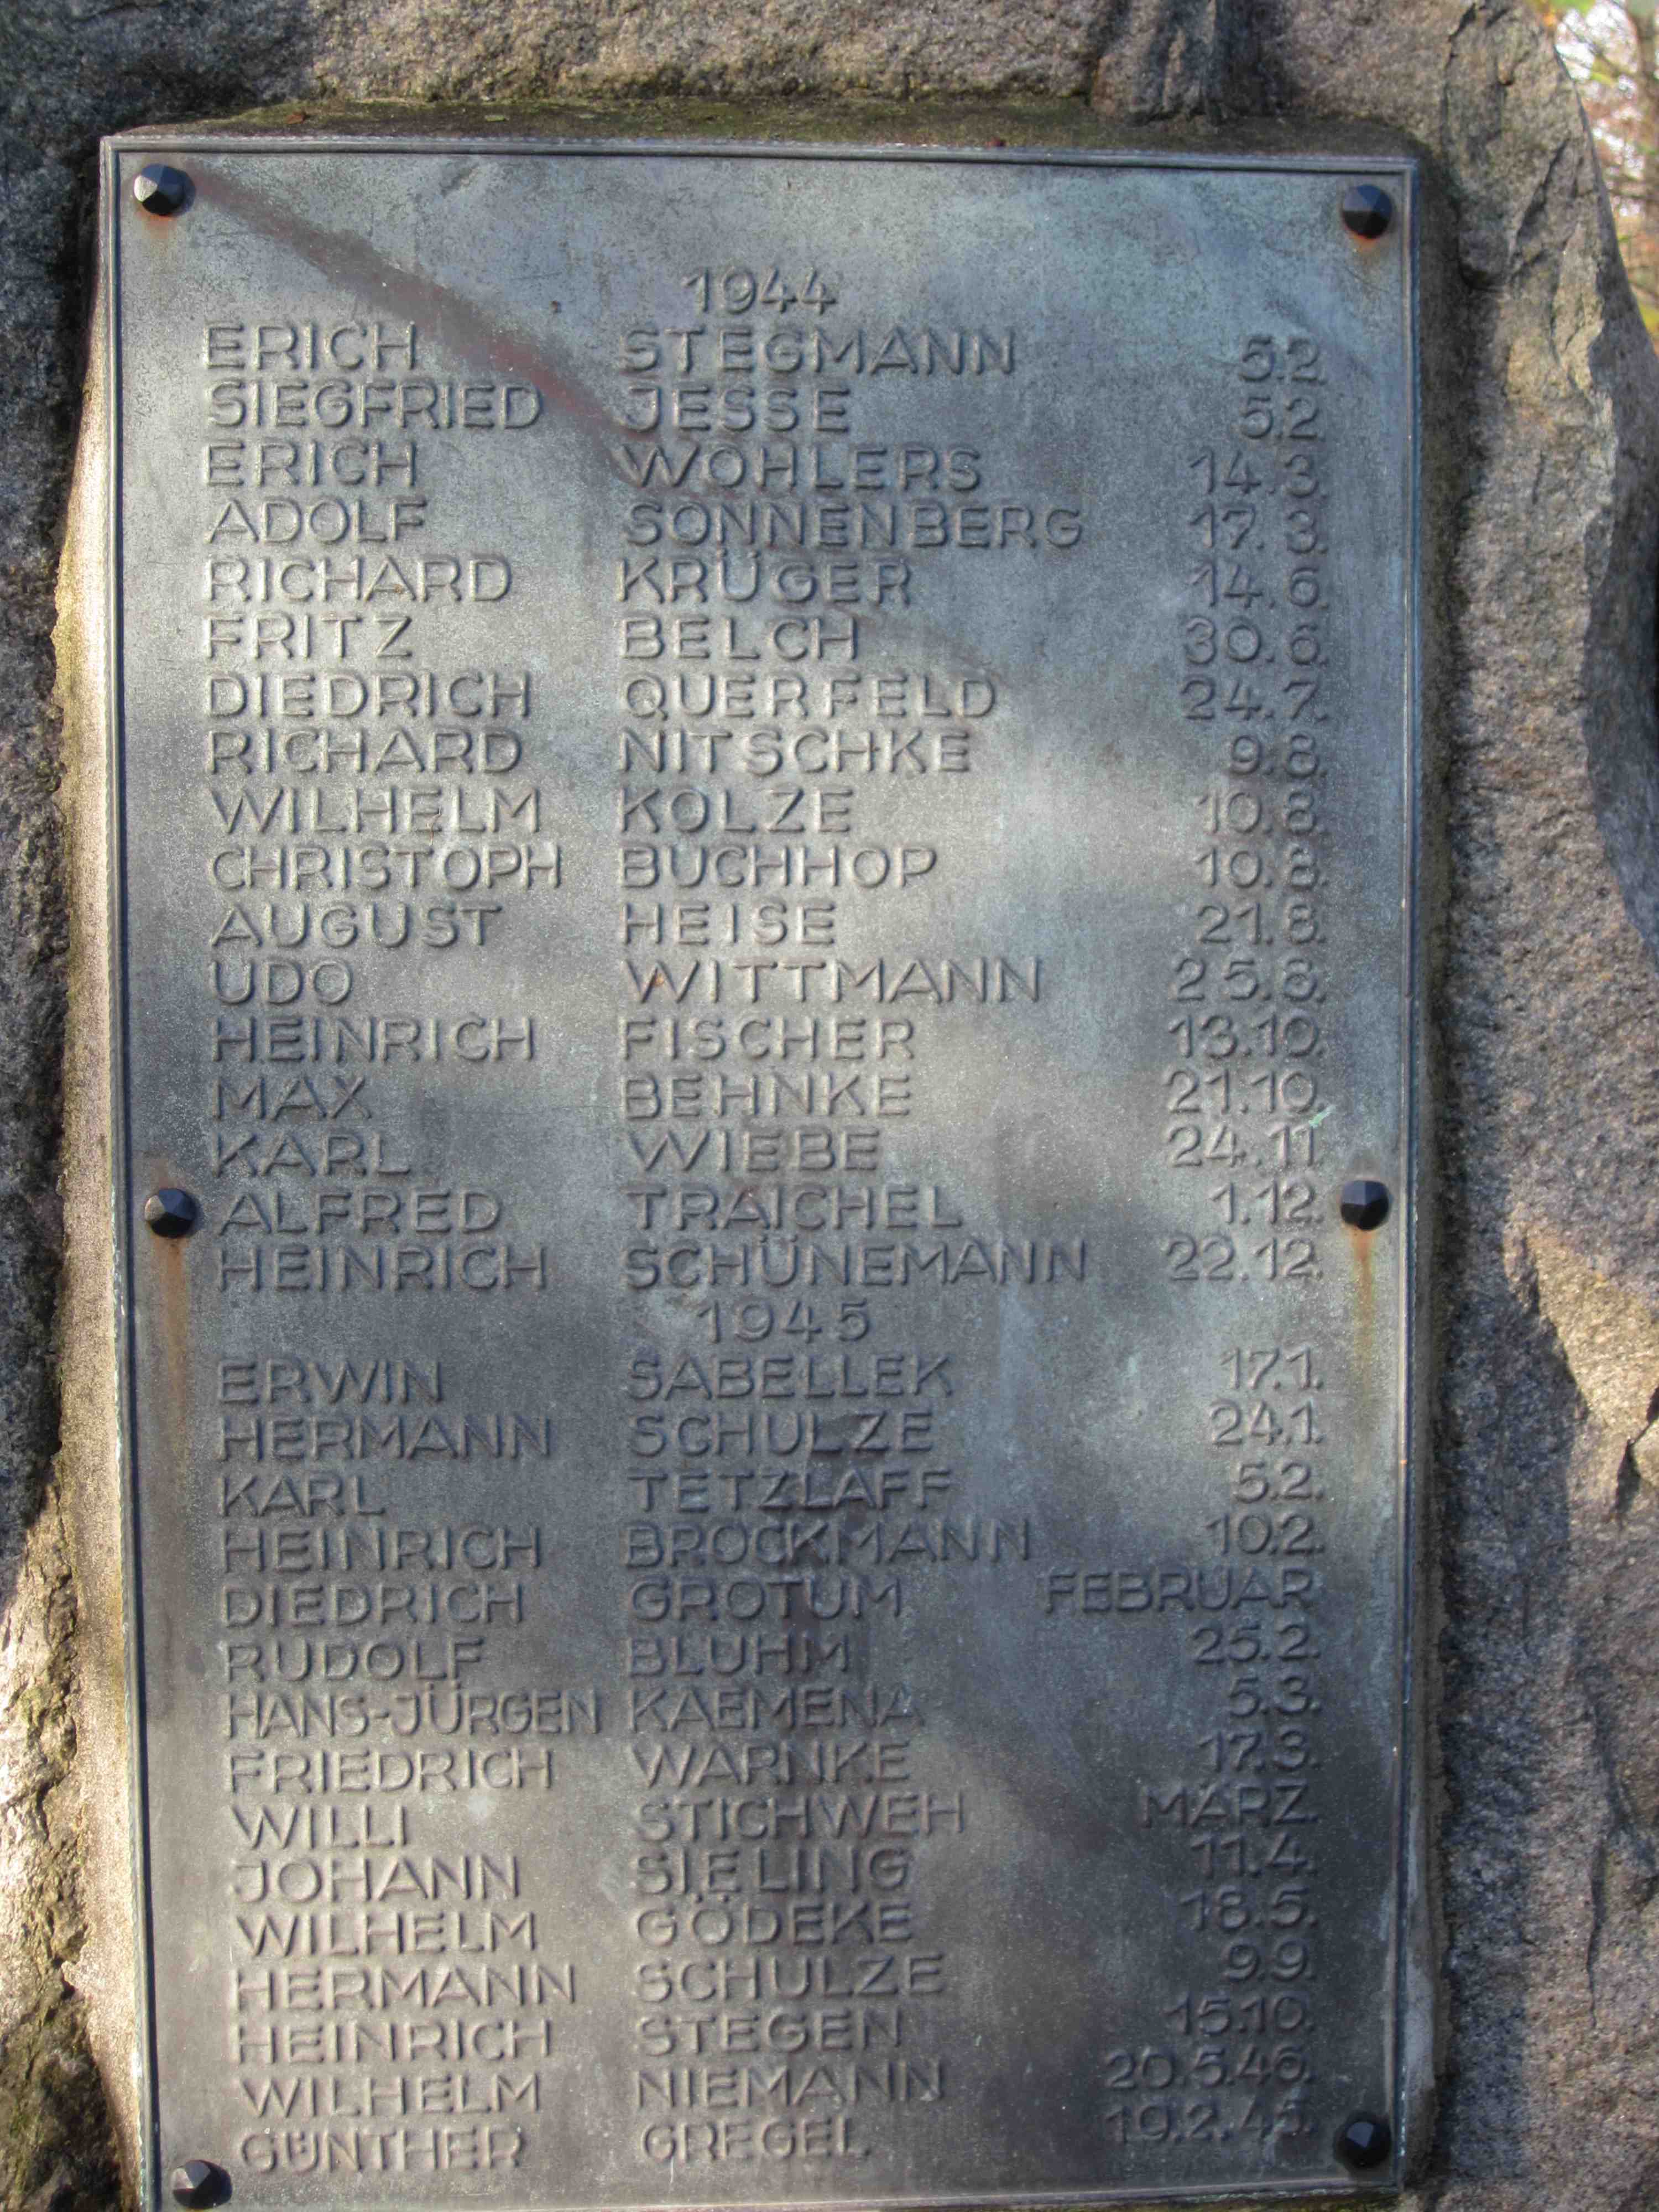 1944
ERICH STEGMANN 5.2.
SIEGFRIED JESSE 5.2.
ERICH WÖHLERS 14.3.
ADOLF SONNENBERG 17.3.
RICHARD KRÜGER 14.6.
FRITZ BELCH 30.6.
DIEDRICH QUERFELD 24.7.
RICHARD NITSCHKE 9.8.
WILHELM KOLZE 10.8.
CHRISTOPH BUCHHOP 10.8.
AUGUST HEISE 21.8.
UDO WITTMANN 25.8.
HEINRICH FISCHER 13.10.
MAX BEHNKE 21.10.
KARL WIEBE 24.11.
ALFRED TRAICHEL 1.12.
HEINRICH SCHÜNEMANN 22.12.
1945
ERWIN SABELLEK 17.1.
HERMANN SCHULZE 24.1.
KARL TETZLAFF 5.2.
HEINRICH BROCKMANN 10.2.
DIEDRICH GROTUM FEBRUAR
RUDOLF BLUHM 25.2.
HANS-JÜRGEN KAEMENA 5.3.
FRIEDRICH WARNKE 17.3.
WILLI STICHWEH MÄRZ.
JOHANN SIELING 11.4.
WILHELM GÖDEKE 18.5.
HERMANN SCHULZE 9.9.
HEINRICH STEGEN 15.10.
WILHELM NIEMANN 20.5.46.
GÜNTHER GREGEL 19.2.45.